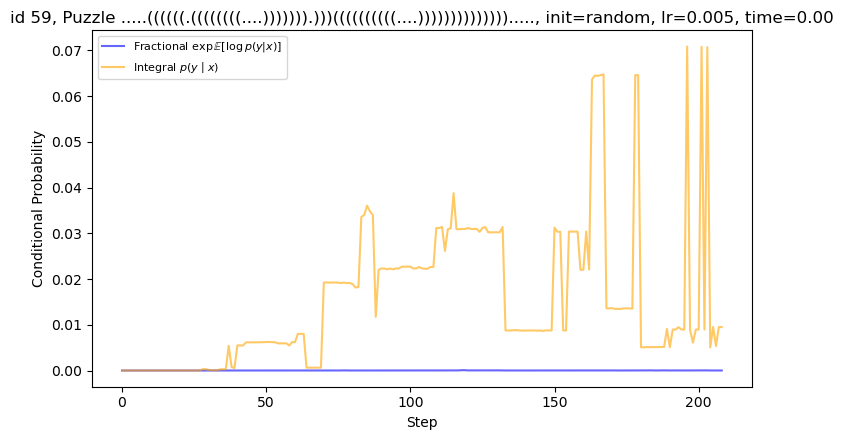 id 59, Puzzle .....((((((.((((((((....))))))).)))((((((((((....)))))))))))))))....., init=random, lr=0.005, time=0.00
Fractional exp𝔼[log p(y|x)]
Integral p(y | x)
Conditional Probability
0.07
0.06
0.05
0.04
0.03
0.02
0.01
0.00
0
50
100
150
200
Step